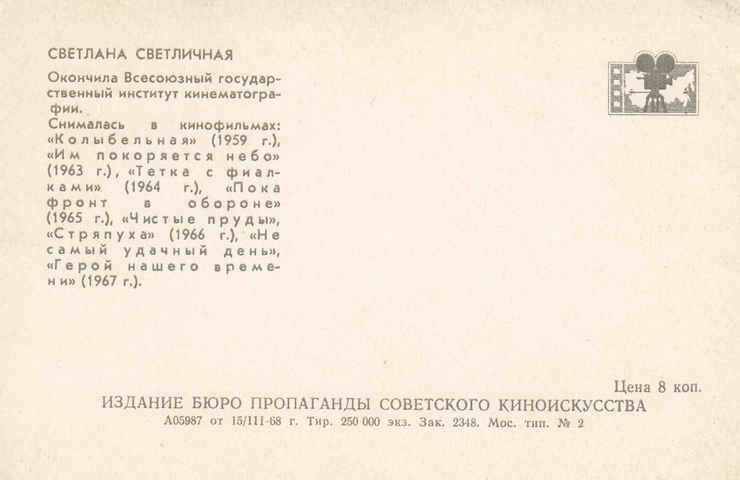 СВЕТЛАНА СВЕТЛИЧНАЯ
Окончила Всесоюзный государ-
ственный институт кинематогра-
фии.
Снималась в кинофильмах:
«Колыбельная» (1959 г.),
«Им покоряется небо»
(1963 г.), «Тетка с фиал-
ками» (1964 г.), «Пока
фронт в обороне»
(1965 г.), «Чистые пруды»,
«Стряпуха» (1966 г.), «Не
самый удачный день»,
«Герой нашего време-
ни» (1967 г.).
Цена 8 коп.
ИЗДАНИЕ БЮРО ПРОПАГАНДЫ СОВЕТСКОГО КИНОИСКУССТВА
А05987 от 15/III-68 г. Тир. 250 000 экз. Зак. 2348. Мос. тип. № 2